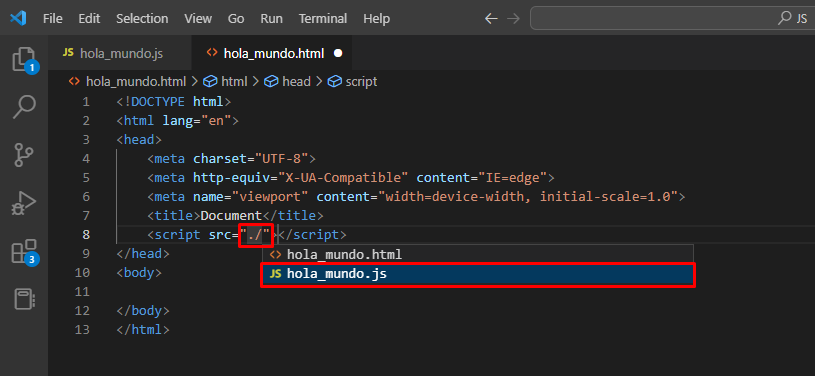 File Edit Selection View Go Run Terminal Help JS
JS hola_mundo.js <> hola_mundo.html
<> hola_mundo.html > html > head > script
1 <!DOCTYPE html>
2 <html lang="en">
3 <head>
4 <meta charset="UTF-8">
5 <meta http-equiv="X-UA-Compatible" content="IE=edge">
6 <meta name="viewport" content="width=device-width, initial-scale=1.0">
7 <title>Document</title>
8 <script src="./"></script>
9 </head>
<> hola_mundo.html
10 <body>
JS hola_mundo.js
11
12 </body>
13 </html>
1
3